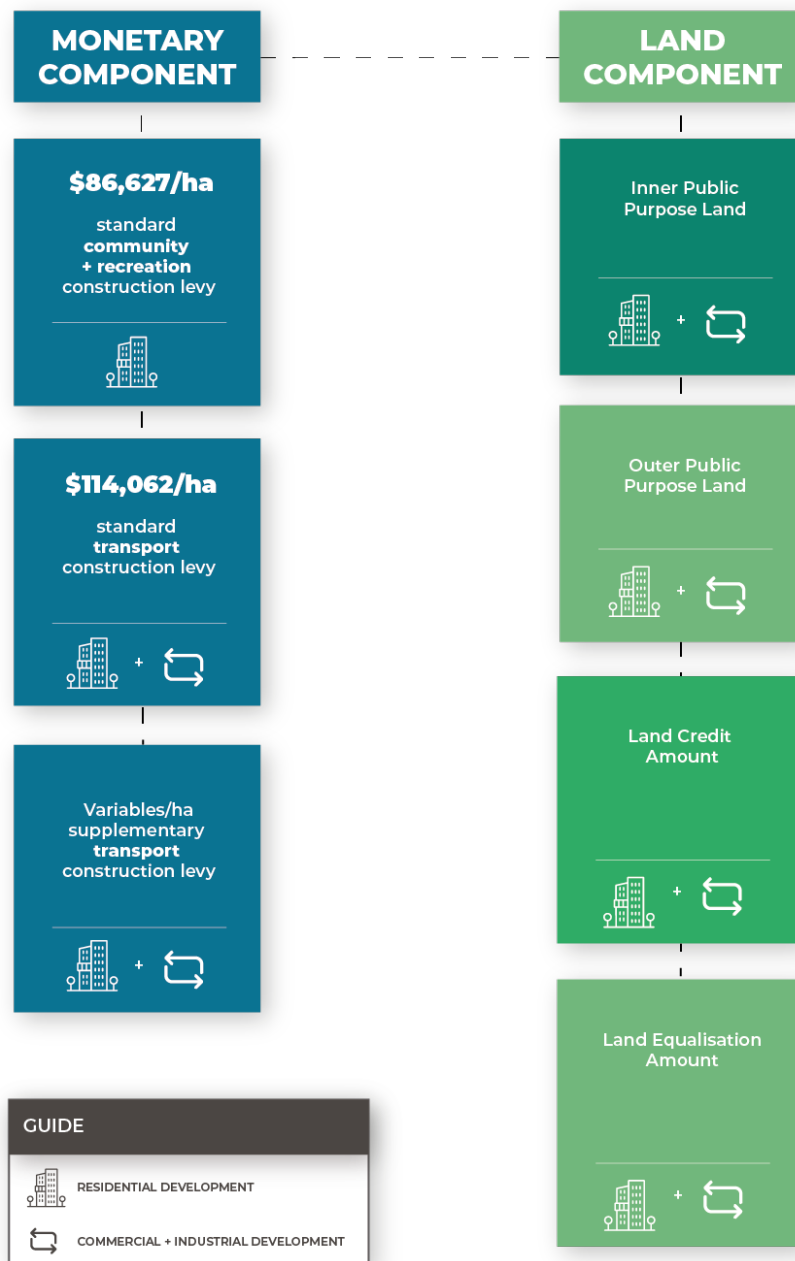 MONETARY
COMPONENT
$86,627/ha
standard
community
+ recreation
construction levy
$114,062/ha
standard
transport
construction levy
+
Variables/ha
supplementary
transport
construction levy
+
LAND
COMPONENT
Inner Public
Purpose Land
+
Outer Public
Purpose Land
+
Land Credit
Amount
+
Land Equalisation
Amount
+
GUIDE
RESIDENTIAL DEVELOPMENT
COMMERCIAL + INDUSTRIAL DEVELOPMENT